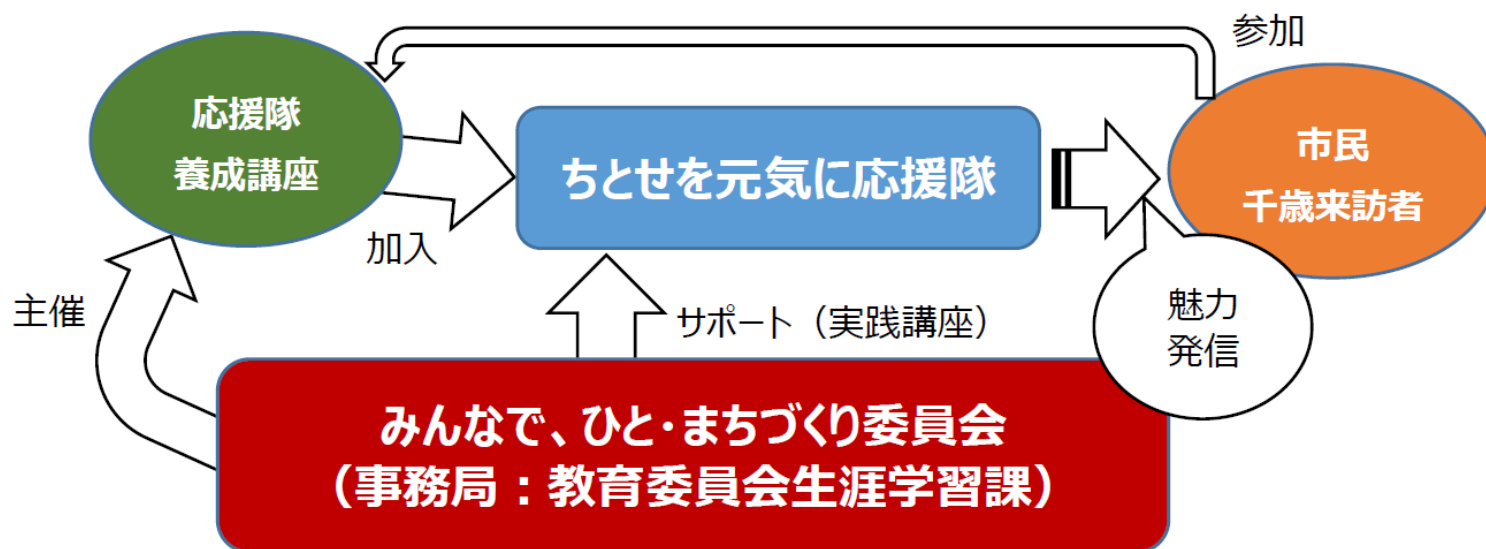 参加
応援隊
養成講座
ちとせを元気に応援隊
市民
千歳来訪者
加入
主催
サポート（実践講座）
魅力
発信
みんなで、ひと・まちづくり委員会
（事務局：教育委員会生涯学習課）